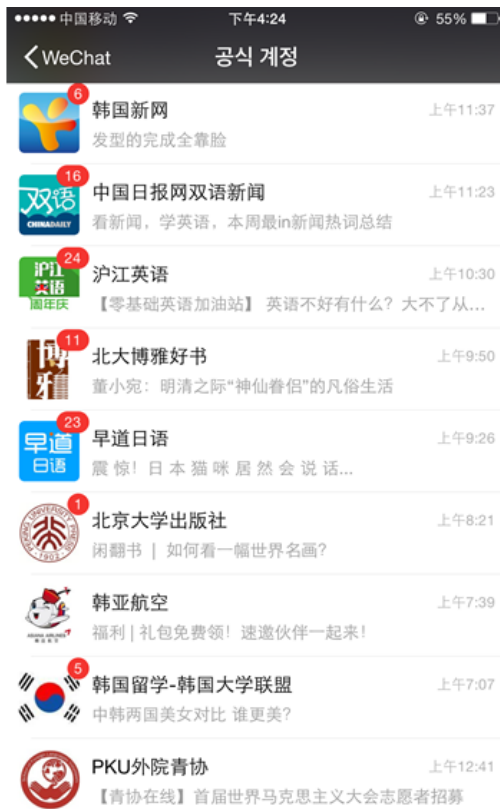 中国移动 下午4:24 55%
WeChat 공식 계정
6
韩国新网 上午11:37
发型的完成全靠脸
16
双语
CHINADAILY
中国日报网双语新闻 上午11:23
看新闻，学英语，本周最in新闻热词总结
24
沪江
英语
周年庆
沪江英语 上午10:30
【零基础英语加油站】 英语不好有什么？大不了从...
11
博雅
北大博雅好书 上午9:50
董小宛：明清之际“神仙眷侣”的凡俗生活
23
早道
日语
早道日语 上午9:26
震 惊！日 本 猫 咪 居 然 会 说 话...
1
北京大学出版社 上午8:21
闲翻书 | 如何看一幅世界名画？
ASIANA AIRLINES
韩亚航空 上午7:39
福利 | 礼包免费领！速邀伙伴一起来！
5
韩国留学-韩国大学联盟 上午7:07
中韩两国美女对比 谁更美？
PKU外院青协 上午12:41
【青协在线】首届世界马克思主义大会志愿者招募